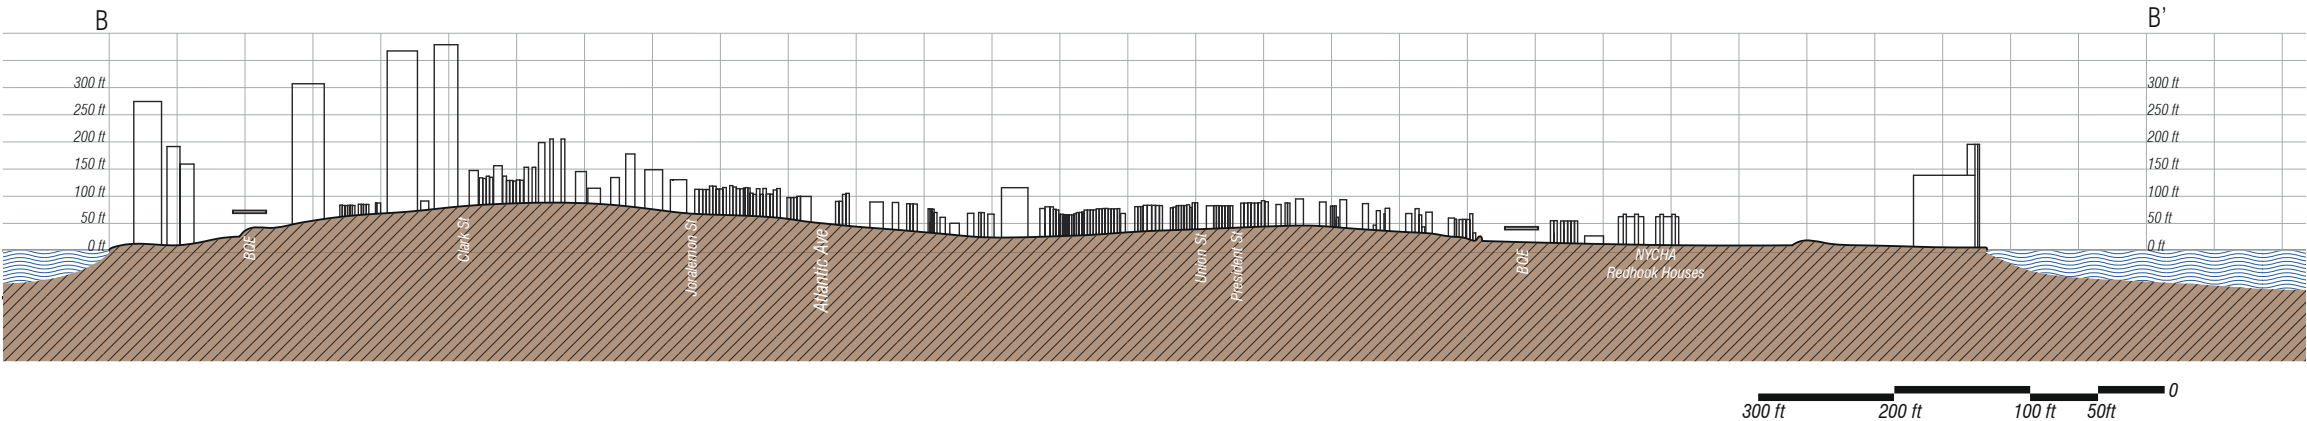 B
B’
300 ft
250 ft
200 ft
150 ft
100 ft
50 ft
0 ft
300 ft
250 ft
200 ft
150 ft
100 ft
50 ft
0 ft
BQE
Clark St
Joralemon St
Atlantic Ave
Union St
President St
BQE
NYCHA
Redhook Houses
0
300 ft
200 ft
100 ft
50ft